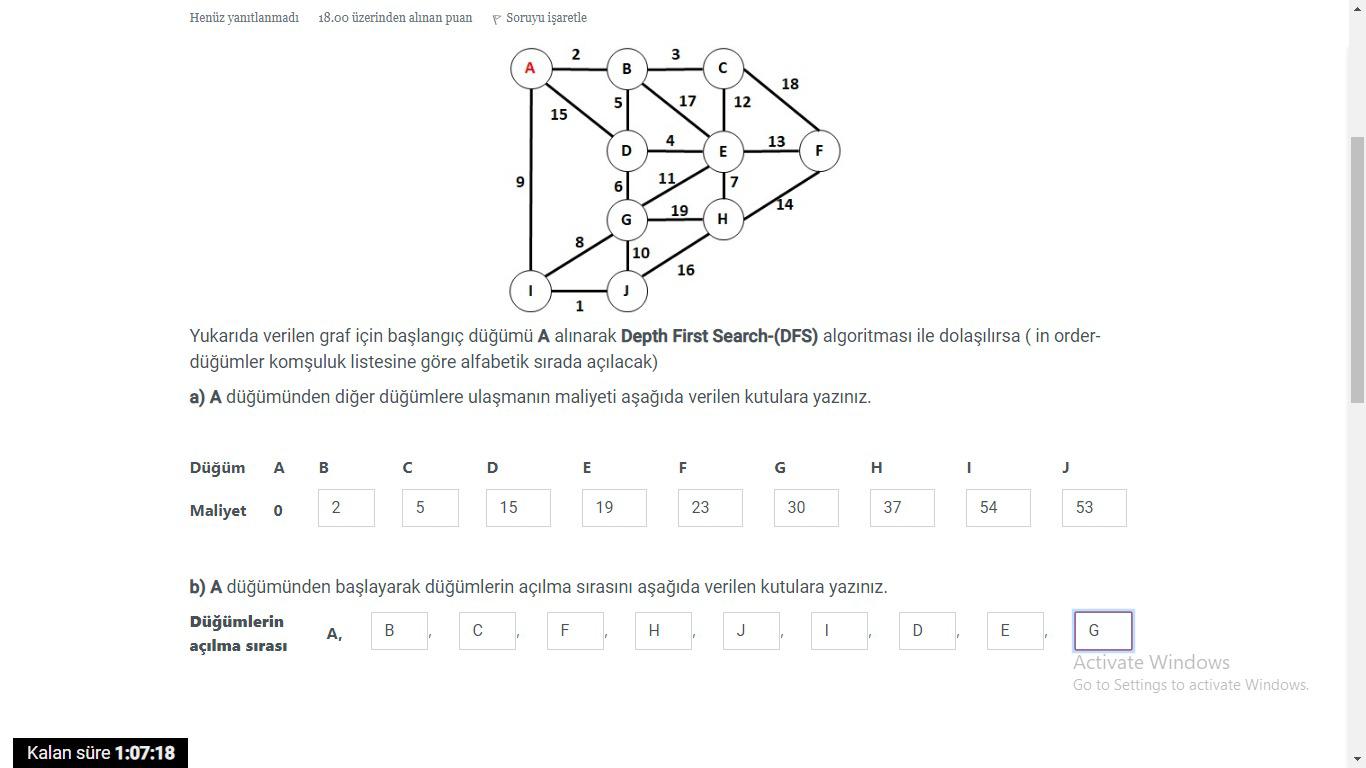 Henüz yanıtlanmadı 18.00 üzerinden alınan puan Soruyu işaretle
2 3
A B C
18
5 17 12
15
4 13
D E F
9 11 7
6
19
G H 14
8
10
16
I J
1
Yukarıda verilen graf için başlangıç düğümü A alınarak Depth First Search-(DFS) algoritması ile dolaşılırsa ( in order-
düğümler komşuluk listesine göre alfabetik sırada açılacak)
a) A düğümünden diğer düğümlere ulaşmanın maliyeti aşağıda verilen kutulara yazınız.
Düğüm A B C D E F G H I J
Maliyet 0 2 5 15 19 23 30 37 54 53
b) A düğümünden başlayarak düğümlerin açılma sırasını aşağıda verilen kutulara yazınız.
Düğümlerin
açılma sırası A, B , C , F , H , J , I , D , E , G
Activate Windows
Go to Settings to activate Windows.
Kalan süre 1:07:18